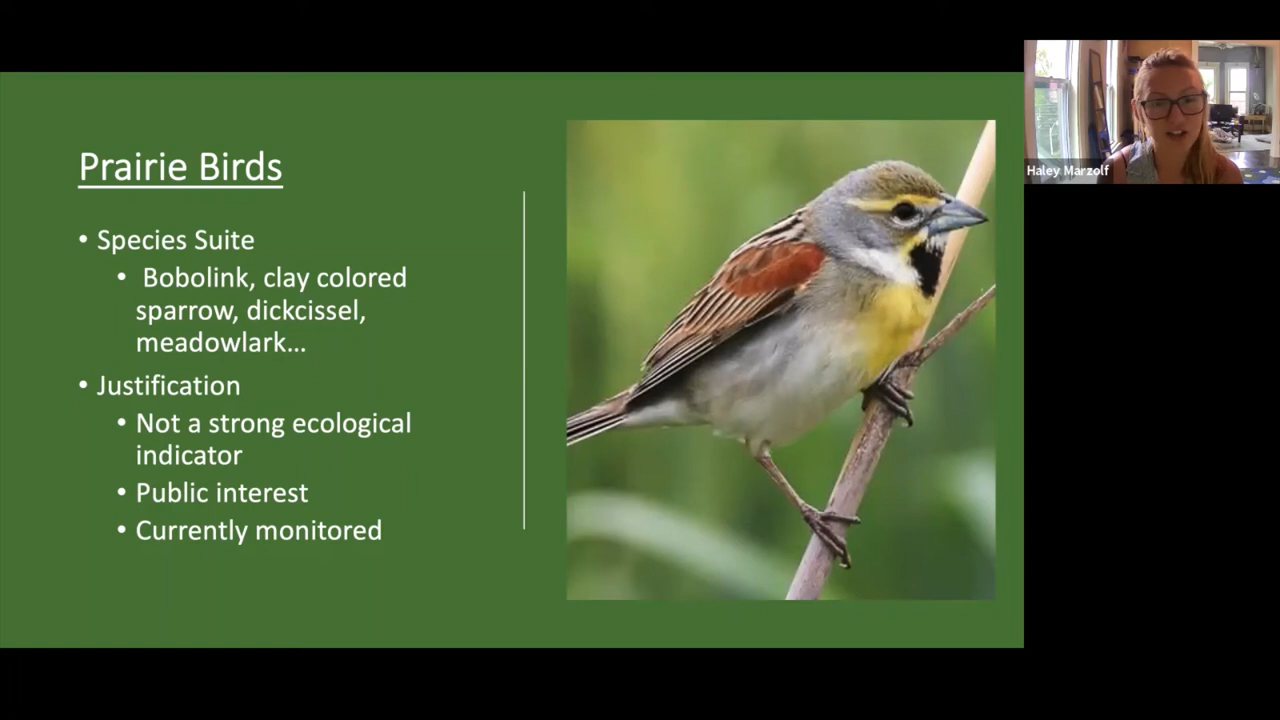 Prairie Birds
• Species Suite
• Bobolink, clay colored
sparrow, dickcissel,
meadowlark...
• Justification
• Not a strong ecological
indicator
• Public interest
• Currently monitored
Haley Marzolf